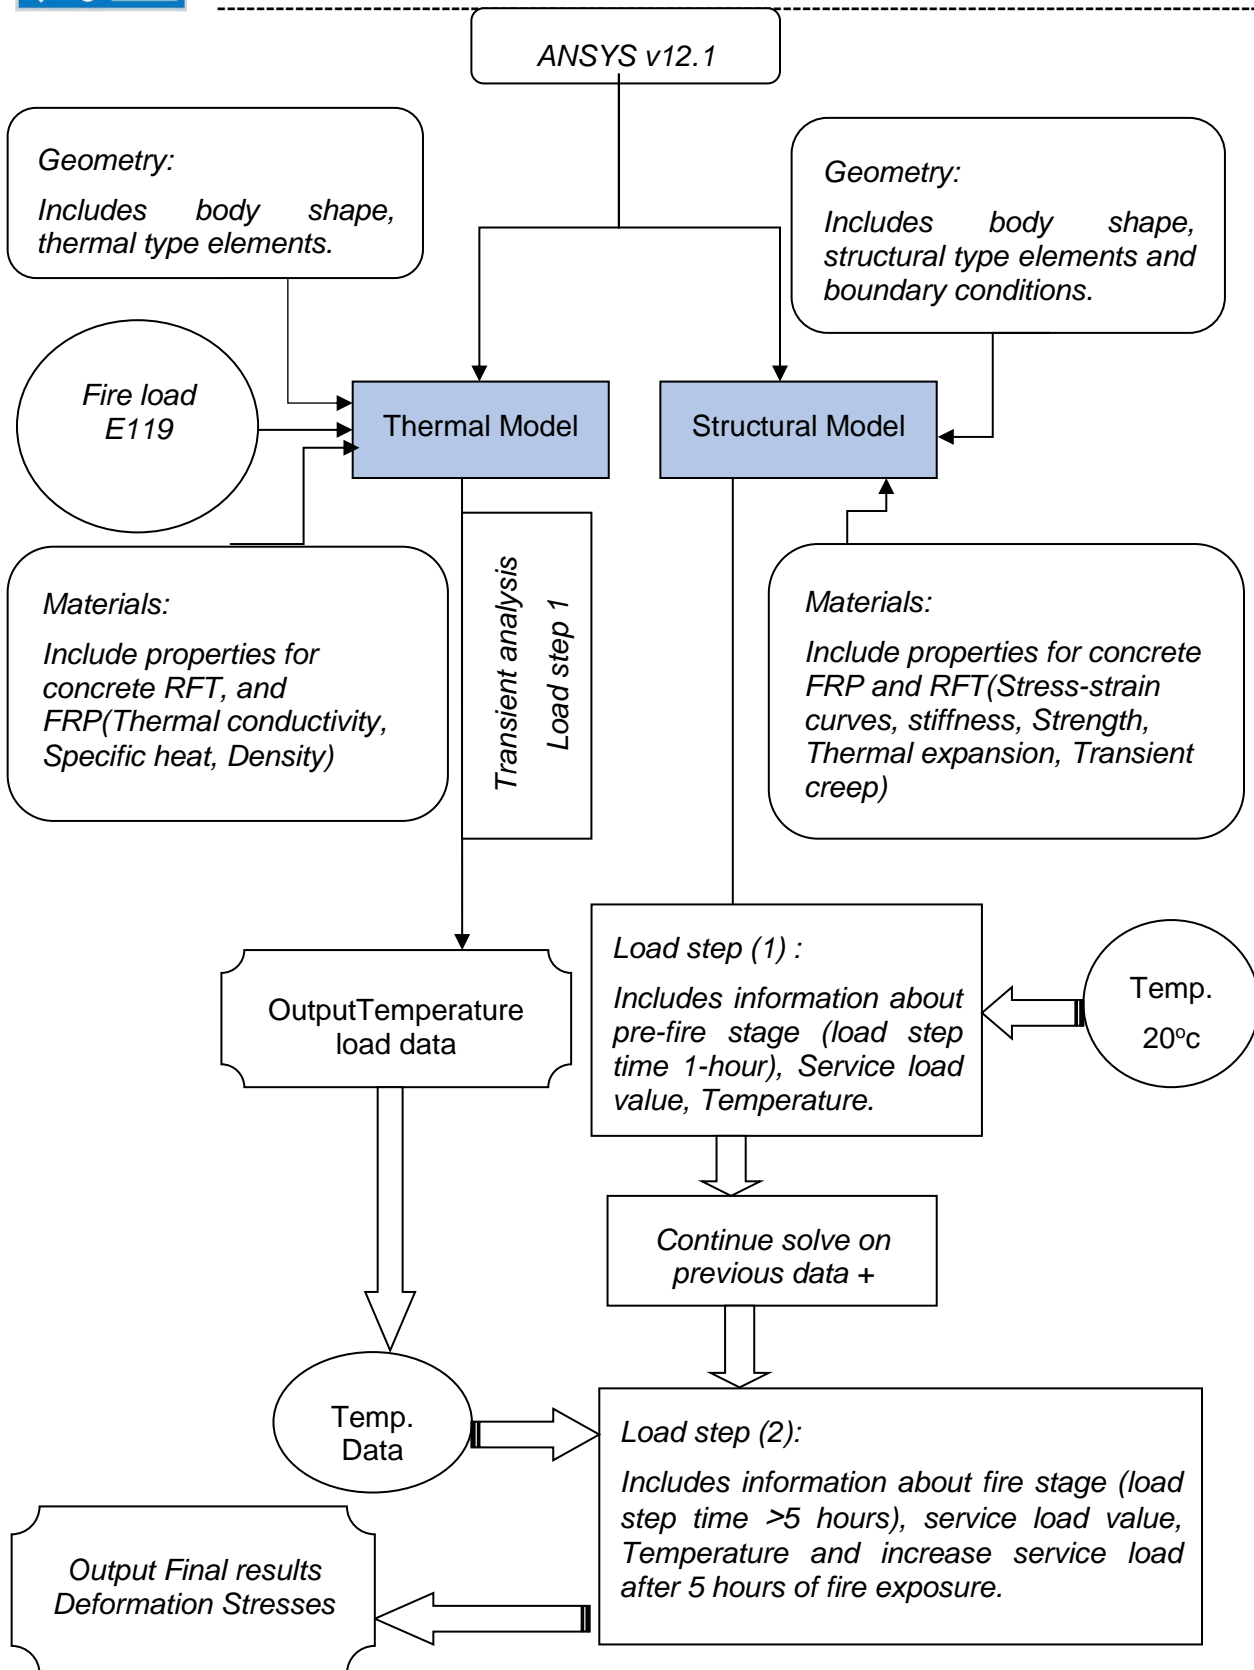 ANSYS v12.1
Geometry:
Includes body shape,
thermal type elements.
Geometry:
Includes body shape,
structural type elements and
boundary conditions.
Fire load
E119
Thermal Model
Structural Model
Materials:
Include properties for
concrete RFT, and
FRP(Thermal conductivity,
Specific heat, Density)
Transient analysis
Load step 1
Materials:
Include properties for concrete
FRP and RFT(Stress-strain
curves, stiffness, Strength,
Thermal expansion, Transient
creep)
OutputTemperature
load data
Load step (1) :
Includes information about
pre-fire stage (load step
time 1-hour), Service load
value, Temperature.
Temp.
20ºc
Continue solve on
previous data +
Temp.
Data
Load step (2):
Includes information about fire stage (load
step time >5 hours), service load value,
Temperature and increase service load
after 5 hours of fire exposure.
Output Final results
Deformation Stresses